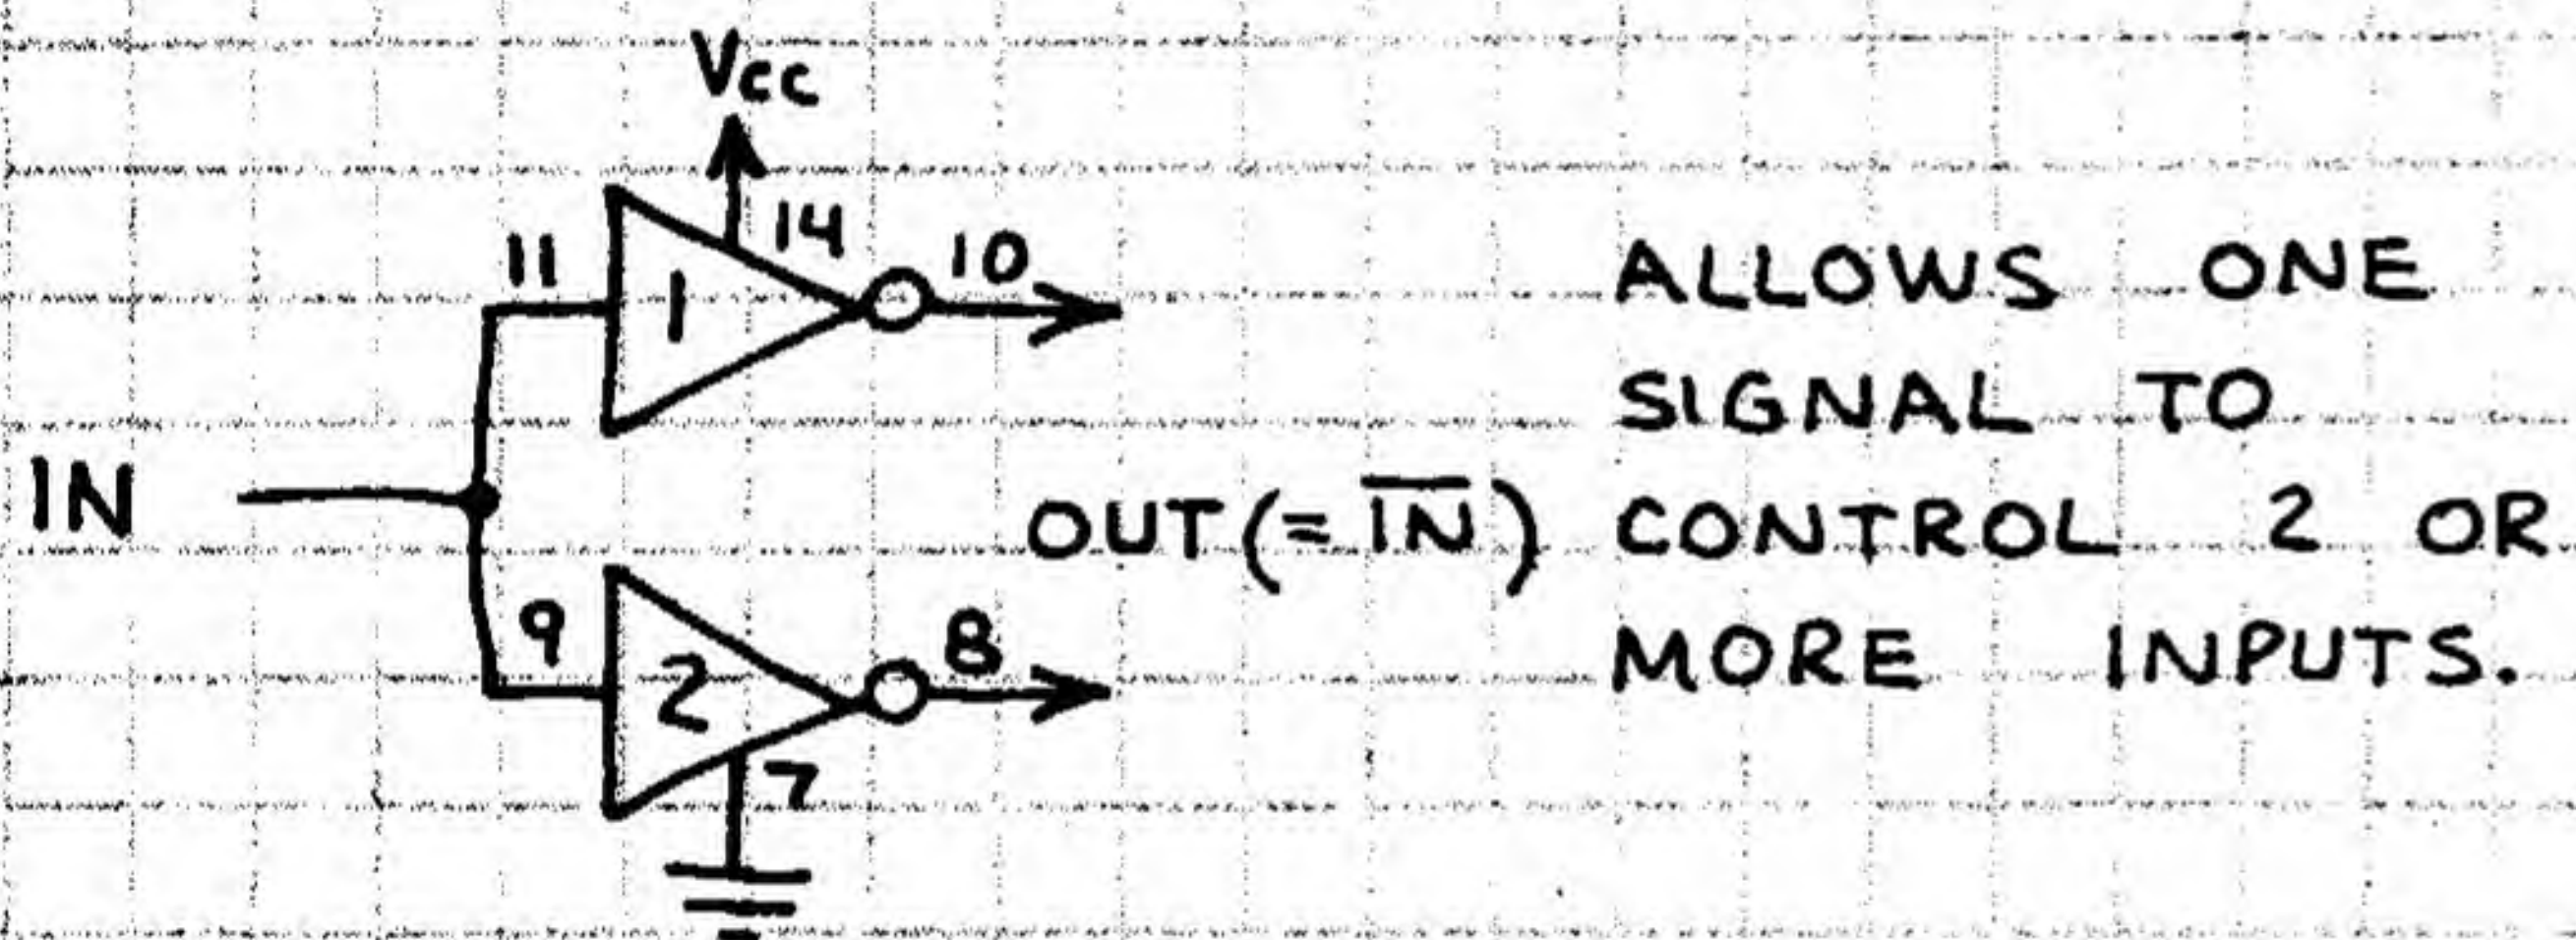 Vcc
14
11
1
10
ALLOWS ONE
SIGNAL TO
IN
OUT(=I̅N̅)
CONTROL 2 OR
9
2
8
MORE INPUTS.
7